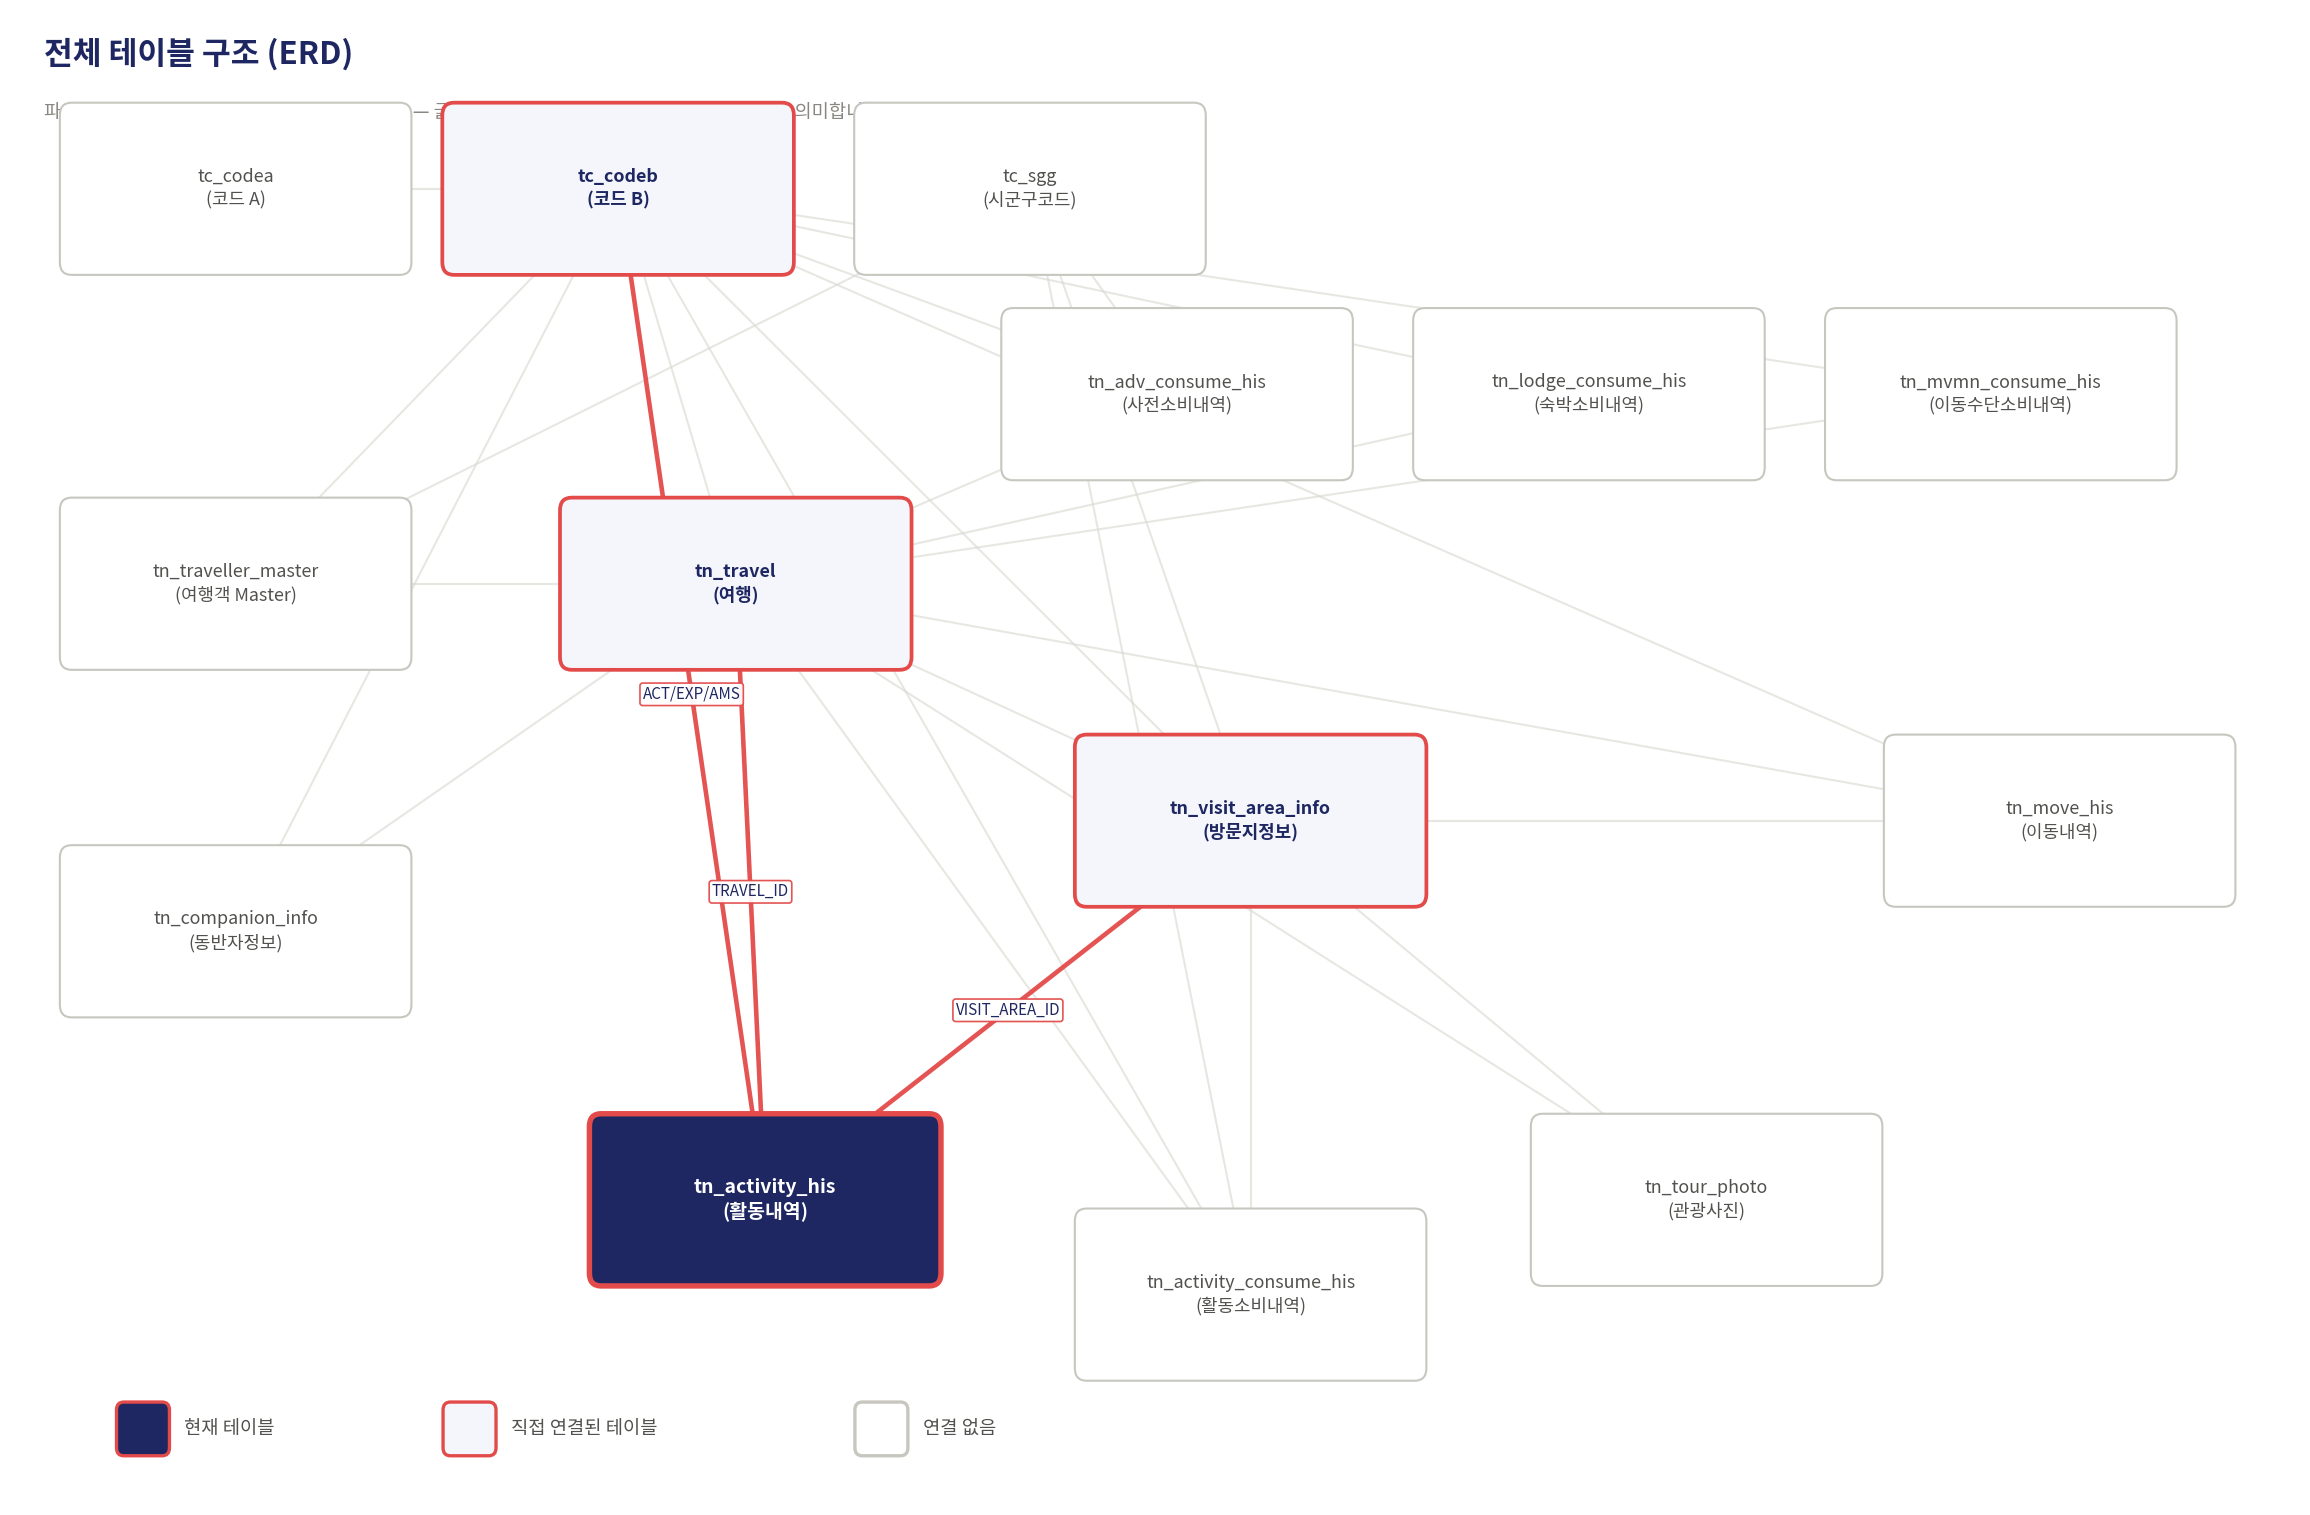 전체 테이블 구조 (ERD)
파
—
의미합니
tc_codea
(코드 A)
tc_codeb
(코드 B)
tc_sgg
(시군구코드)
tn_adv_consume_his
(사전소비내역)
tn_lodge_consume_his
(숙박소비내역)
tn_mvmn_consume_his
(이동수단소비내역)
tn_traveller_master
(여행객 Master)
tn_travel
(여행)
ACT/EXP/AMS
tn_visit_area_info
(방문지정보)
tn_move_his
(이동내역)
TRAVEL_ID
tn_companion_info
(동반자정보)
VISIT_AREA_ID
tn_activity_his
(활동내역)
tn_tour_photo
(관광사진)
tn_activity_consume_his
(활동소비내역)
현재 테이블
직접 연결된 테이블
연결 없음